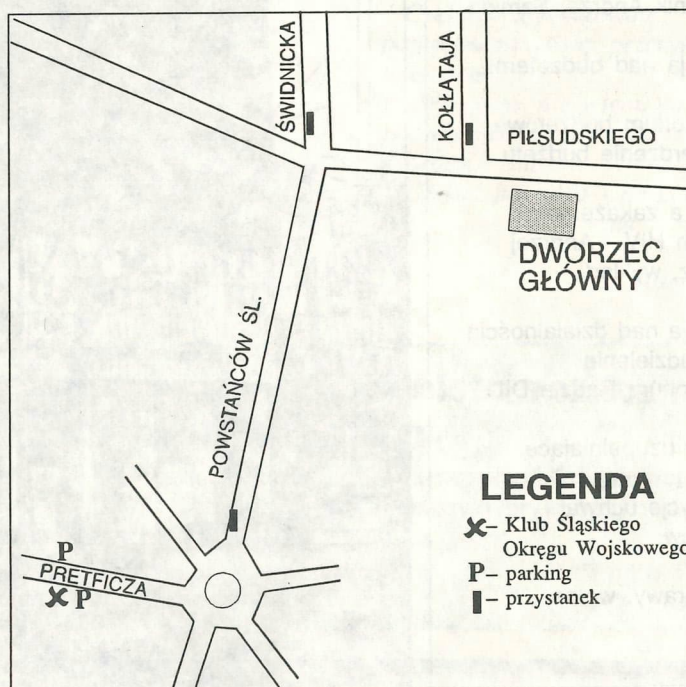 ŚWIDNICKA
KOŁŁĄTAJA
PIŁSUDSKIEGO
DWORZEC
GŁÓWNY
POWSTAŃCÓW ŚL.
P
PRETFICZA
P
LEGENDA
– Klub Śląskiego
Okręgu Wojskowego
P – parking
– przystanek